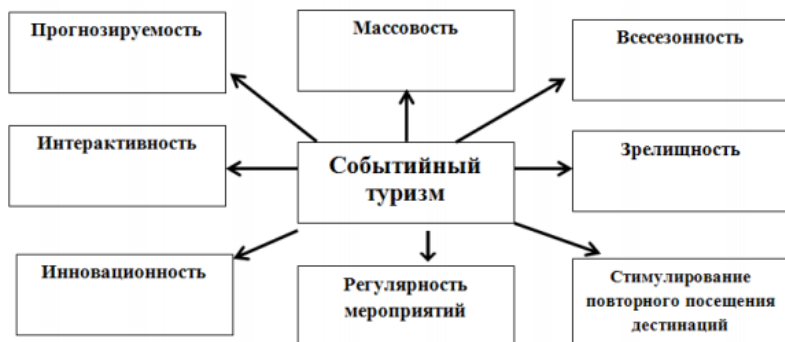 Прогнозируемость
Массовость
Всесезонность
Интерактивность
Событийный
туризм
Зрелищность
Инновационность
Регулярность
мероприятий
Стимулирование
повторного посещения
дестинаций